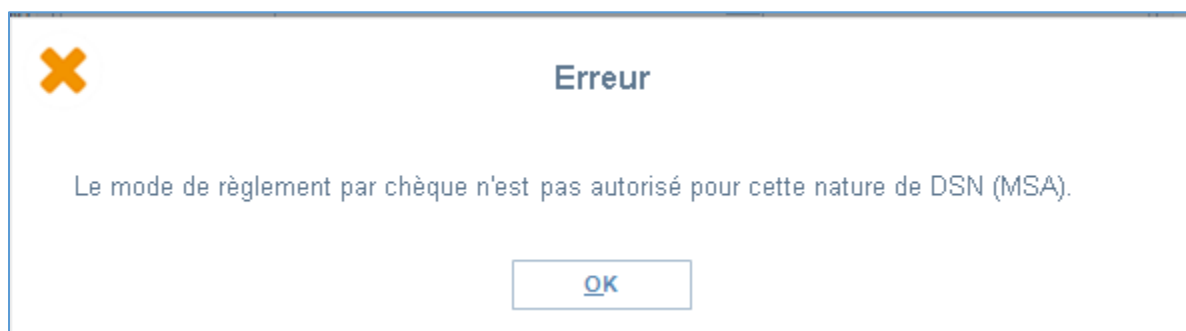 Erreur
Le mode de règlement par chèque n'est pas autorisé pour cette nature de DSN (MSA).
OK